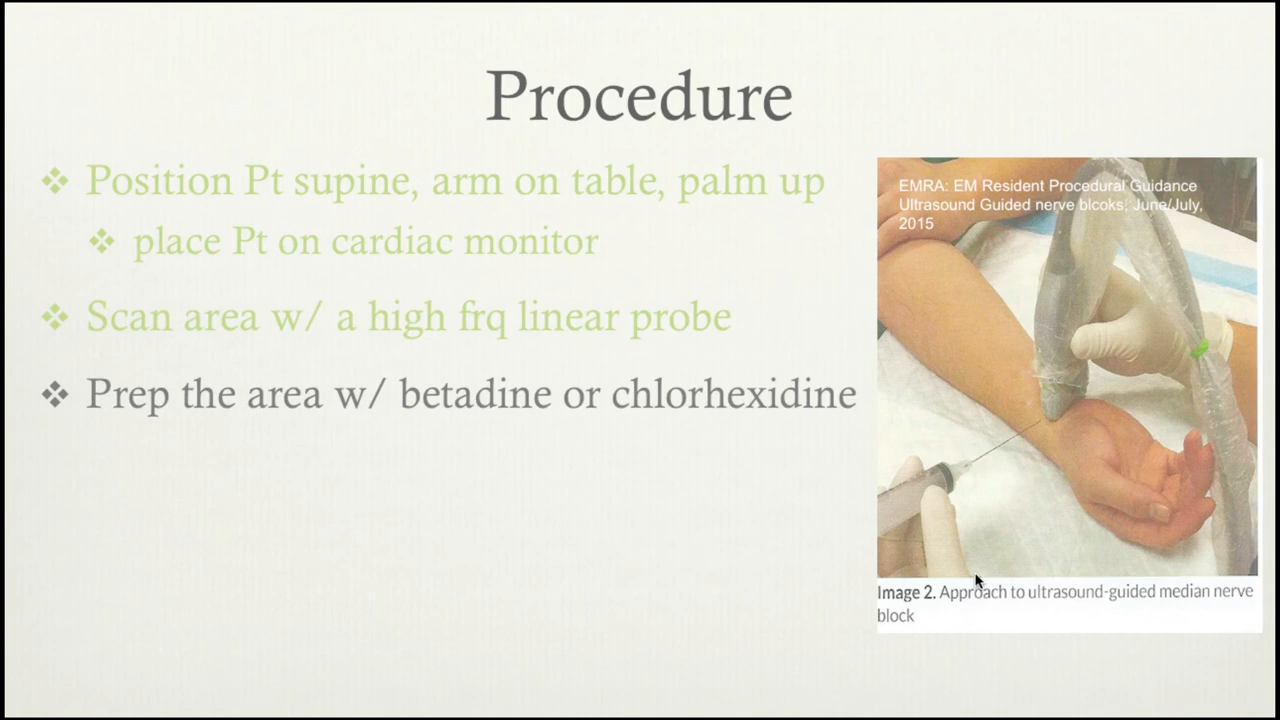 Procedure
Position Pt supine, arm on table, palm up
place Pt on cardiac monitor
Scan area w/ a high frq linear probe
Prep the area w/ betadine or chlorhexidine
EMRA: EM Resident Procedural Guidance
Ultrasound Guided nerve blcoks; June/July,
2015
Image 2. Approach to ultrasound-guided median nerve
block